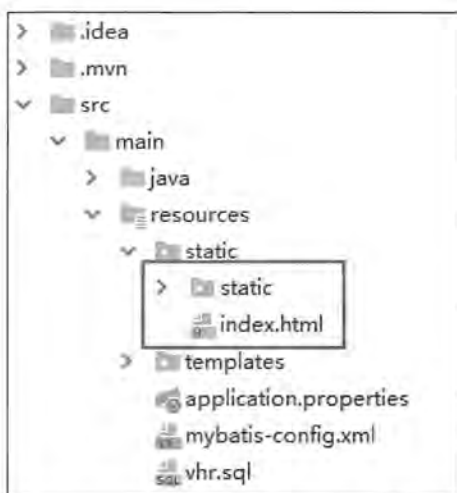 .idea
.mvn
src
main
java
resources
static
static
index.html
templates
application.properties
mybatis-config.xml
vhr.sql